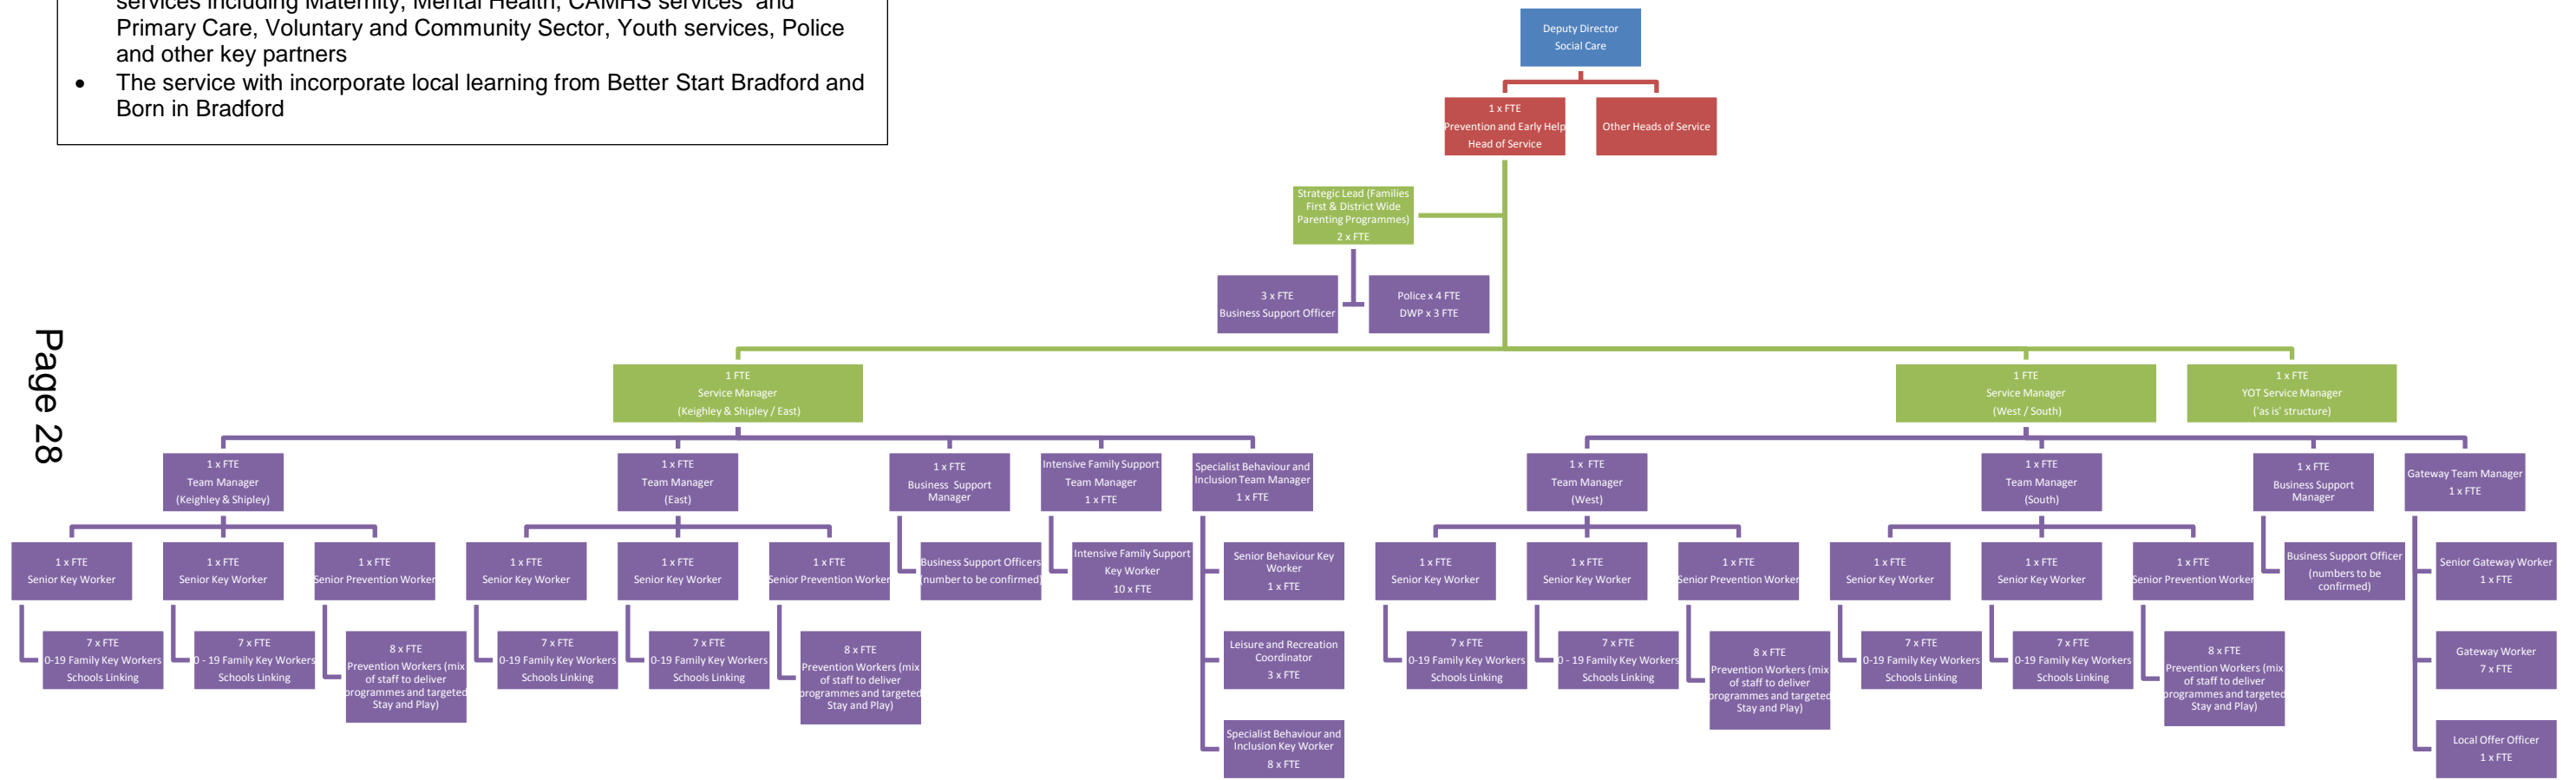 services including Maternity, Mental Health, CAMHS services and
Primary Care, Voluntary and Community Sector, Youth services, Police
and other key partners
• The service with incorporate local learning from Better Start Bradford and
Born in Bradford
Page 28
Deputy Director
Social Care
1 x FTE
Prevention and Early Help
Head of Service
Other Heads of Service
Strategic Lead (Families
First & District Wide
Parenting Programmes)
2 x FTE
3 x FTE
Business Support Officer
Police x 4 FTE
DWP x 3 FTE
1 FTE
Service Manager
(Keighley & Shipley / East)
1 FTE
Service Manager
(West / South)
1 x FTE
YOT Service Manager
('as is' structure)
1 x FTE
Team Manager
(Keighley & Shipley)
1 x FTE
Team Manager
(East)
1 x FTE
Business Support
Manager
Intensive Family Support
Team Manager
1 x FTE
Specialist Behaviour and
Inclusion Team Manager
1 x FTE
1 x FTE
Team Manager
(West)
1 x FTE
Team Manager
(South)
1 x FTE
Business Support
Manager
Gateway Team Manager
1 x FTE
1 x FTE
Senior Key Worker
1 x FTE
Senior Key Worker
1 x FTE
Senior Prevention Worker
1 x FTE
Senior Key Worker
1 x FTE
Senior Key Worker
1 x FTE
Senior Prevention Worker
Business Support Officers
(number to be confirmed)
Intensive Family Support
Key Worker
10 x FTE
Senior Behaviour Key
Worker
1 x FTE
1 x FTE
Senior Key Worker
1 x FTE
Senior Key Worker
1 x FTE
Senior Prevention Worker
1 x FTE
Senior Key Worker
1 x FTE
Senior Key Worker
1 x FTE
Senior Prevention Worker
Business Support Officer
(numbers to be
confirmed)
Senior Gateway Worker
1 x FTE
7 x FTE
0-19 Family Key Workers
Schools Linking
7 x FTE
0 - 19 Family Key Workers
Schools Linking
8 x FTE
Prevention Workers (mix
of staff to deliver
programmes and targeted
Stay and Play)
7 x FTE
0-19 Family Key Workers
Schools Linking
7 x FTE
0-19 Family Key Workers
Schools Linking
8 x FTE
Prevention Workers (mix
of staff to deliver
programmes and targeted
Stay and Play)
Leisure and Recreation
Coordinator
3 x FTE
7 x FTE
0-19 Family Key Workers
Schools Linking
7 x FTE
0 - 19 Family Key Workers
Schools Linking
8 x FTE
Prevention Workers (mix
of staff to deliver
programmes and targeted
Stay and Play)
7 x FTE
0-19 Family Key Workers
Schools Linking
7 x FTE
0-19 Family Key Workers
Schools Linking
8 x FTE
Prevention Workers (mix
of staff to deliver
programmes and targeted
Stay and Play)
Gateway Worker
7 x FTE
Specialist Behaviour and
Inclusion Key Worker
8 x FTE
Local Offer Officer
1 x FTE